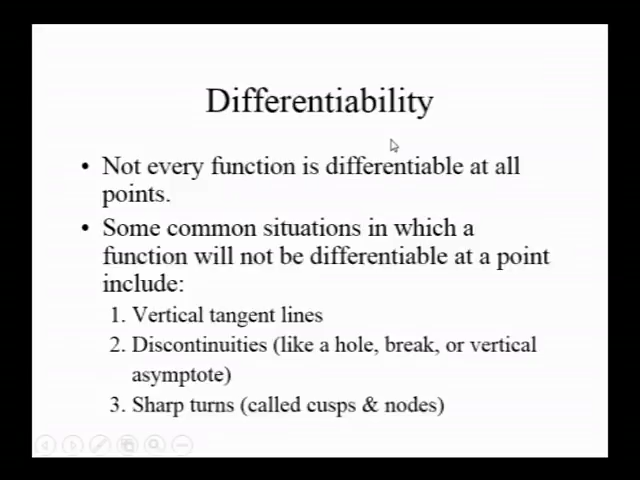 Differentiability
• Not every function is differentiable at all
points.
• Some common situations in which a
function will not be differentiable at a point
include:
1. Vertical tangent lines
2. Discontinuities (like a hole, break, or vertical
asymptote)
3. Sharp turns (called cusps & nodes)